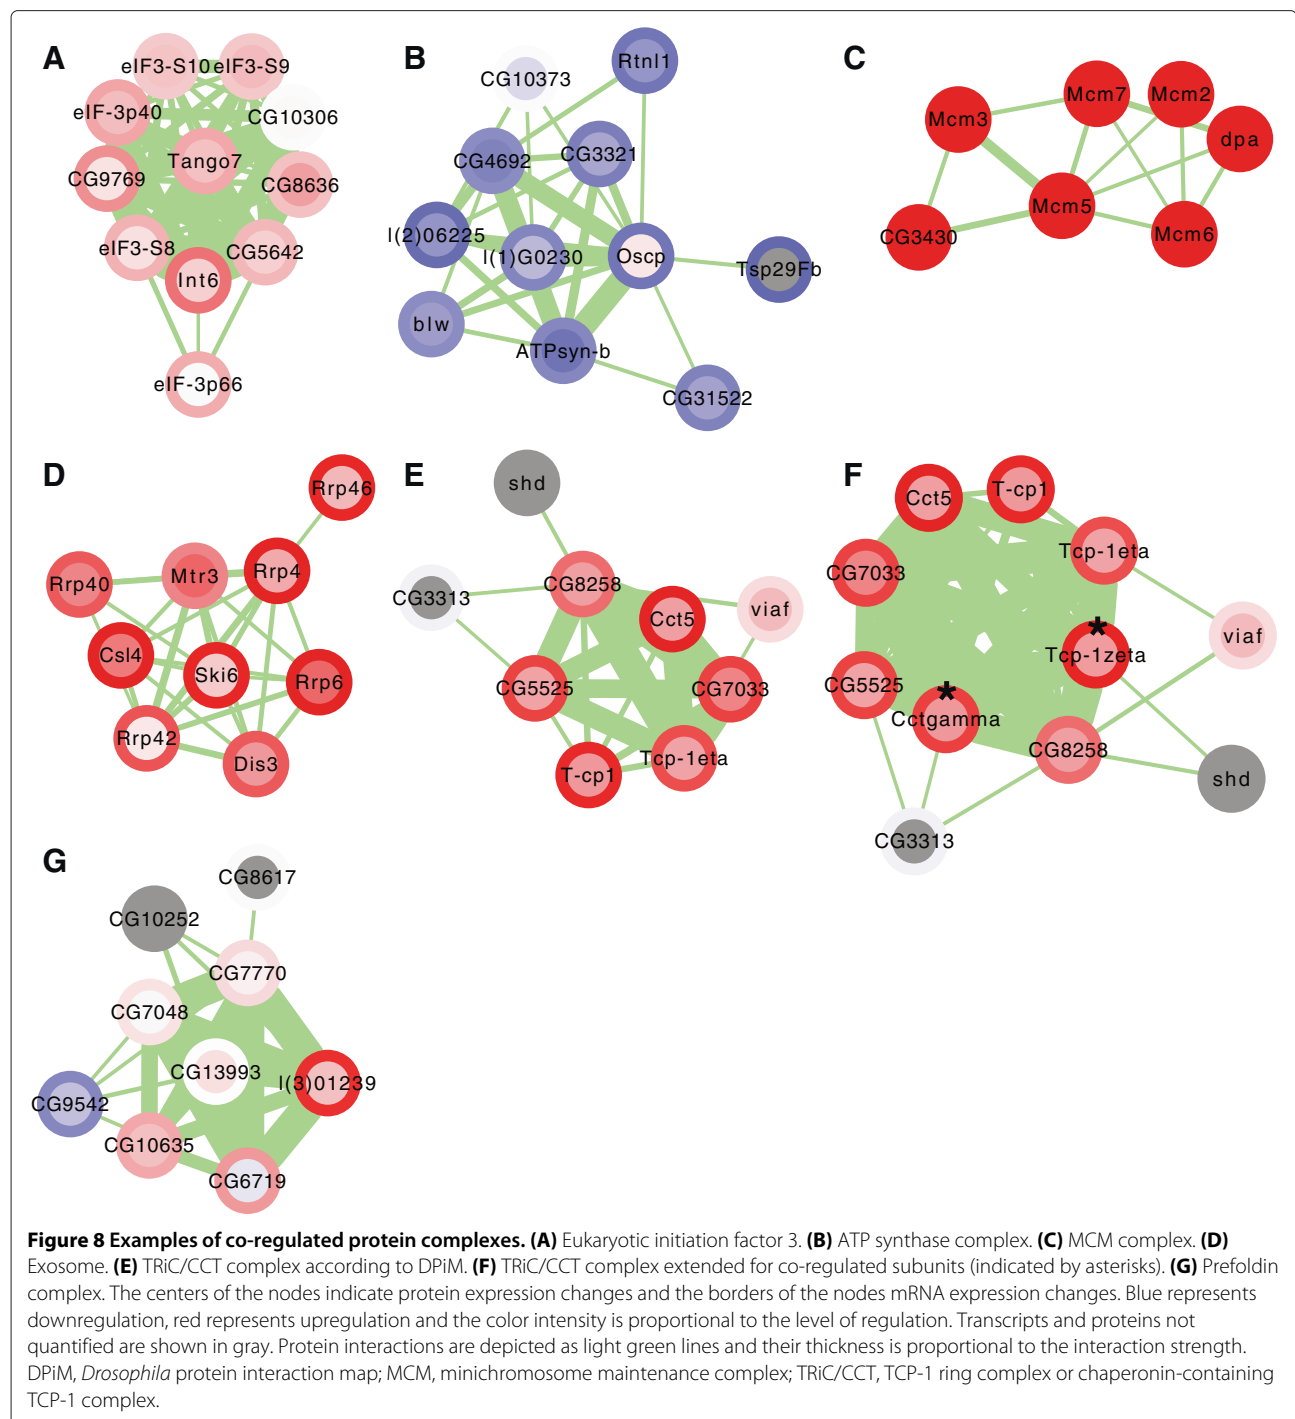 A
eIF3-S10
eIF3-S9
eIF-3p40
CG10306
Tango7
CG9769
CG8636
eIF3-S8
CG5642
Int6
eIF-3p66
B
CG10373
Rtnl1
CG4692
CG3321
l(2)06225
l(1)G0230
Oscp
Tsp29Fb
blw
ATPsyn-b
CG31522
C
Mcm7
Mcm2
Mcm3
dpa
Mcm5
CG3430
Mcm6
D
Rrp46
Rrp40
Mtr3
Rrp4
Csl4
Ski6
Rrp6
Rrp42
Dis3
E
shd
CG8258
CG3313
Cct5
viaf
CG5525
CG7033
T-cp1
Tcp-1eta
F
Cct5
T-cp1
Tcp-1eta
CG7033
viaf
*
Tcp-1zeta
CG5525
*
Cctgamma
CG8258
shd
CG3313
G
CG8617
CG10252
CG7770
CG7048
CG13993
l(3)01239
CG9542
CG10635
CG6719
Figure 8 Examples of co-regulated protein complexes. (A) Eukaryotic initiation factor 3. (B) ATP synthase complex. (C) MCM complex. (D)
Exosome. (E) TRiC/CCT complex according to DPiM. (F) TRiC/CCT complex extended for co-regulated subunits (indicated by asterisks). (G) Prefoldin
complex. The centers of the nodes indicate protein expression changes and the borders of the nodes mRNA expression changes. Blue represents
downregulation, red represents upregulation and the color intensity is proportional to the level of regulation. Transcripts and proteins not
quantified are shown in gray. Protein interactions are depicted as light green lines and their thickness is proportional to the interaction strength.
DPiM, Drosophila protein interaction map; MCM, minichromosome maintenance complex; TRiC/CCT, TCP-1 ring complex or chaperonin-containing
TCP-1 complex.